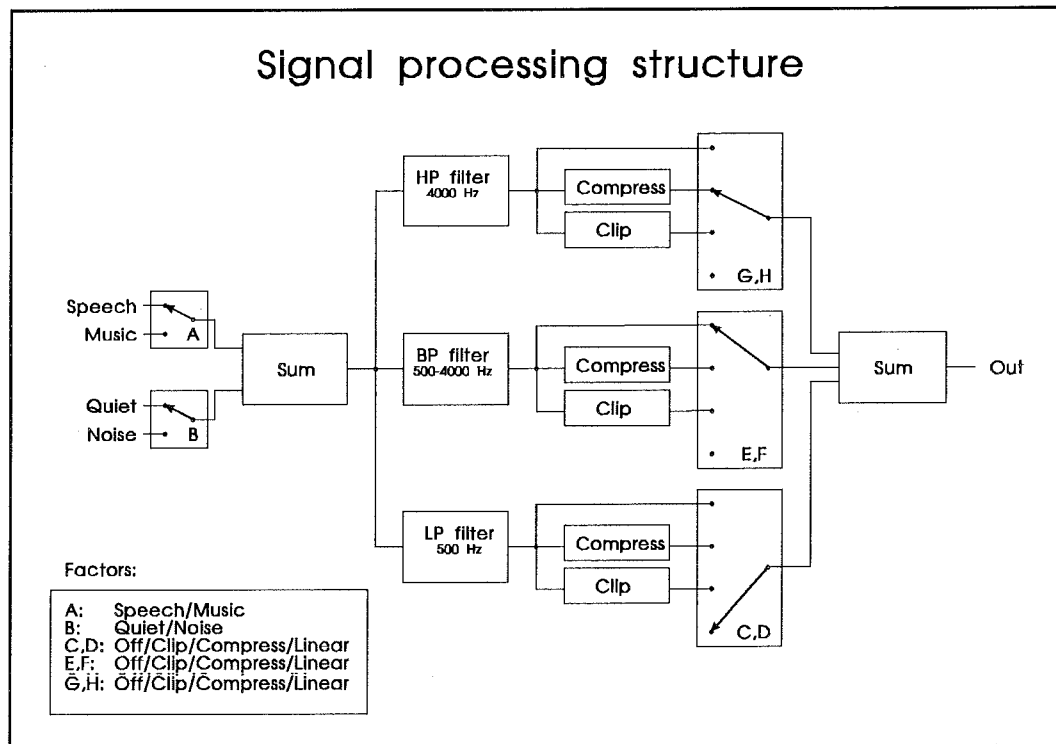 Signal processing structure
HP filter
4000 Hz
Compress
Clip
G,H
Speech
Music
A
Quiet
Noise
B
Sum
BP filter
500-4000 Hz
Compress
Clip
E,F
Sum
Out
LP filter
500 Hz
Compress
Clip
C,D
Factors:
A: Speech/Music
B: Quiet/Noise
C,D: Off/Clip/Compress/Linear
E,F: Off/Clip/Compress/Linear
G,H: Off/Clip/Compress/Linear